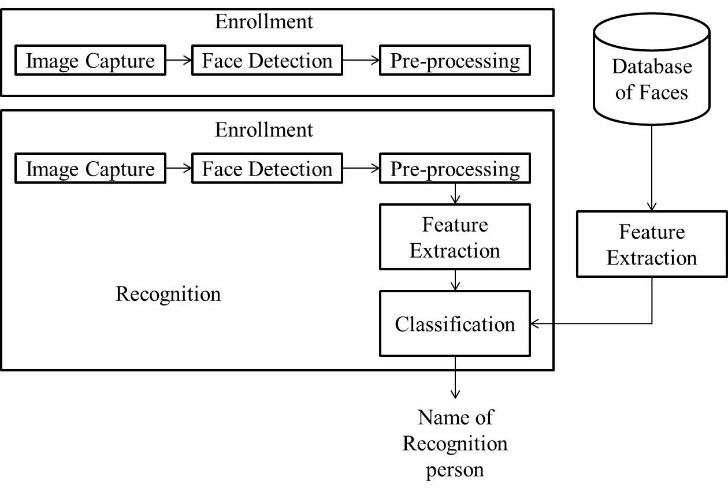 Enrollment
Image Capture
Face Detection
Pre-processing
Database
of Faces
Enrollment
Image Capture
Face Detection
Pre-processing
Feature
Extraction
Feature
Extraction
Recognition
Classification
Name of
Recognition
person